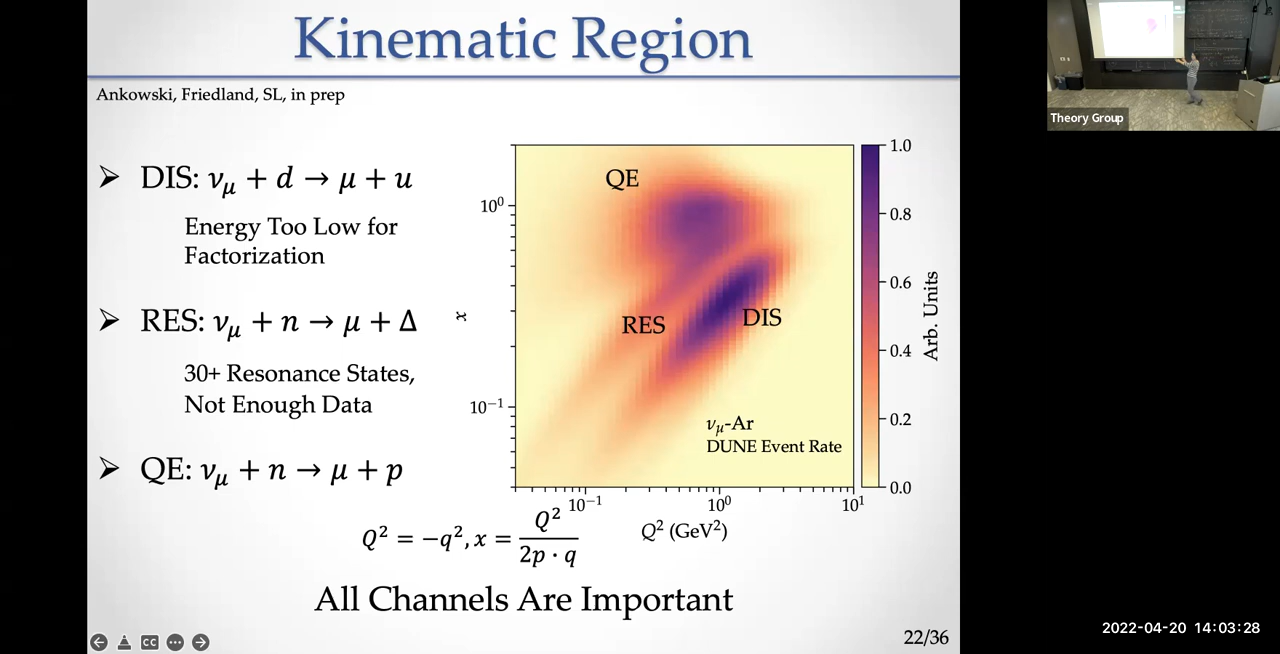 Kinematic Region
Ankowski, Friedland, SL, in prep
➢ DIS: νμ + d → μ + u
Energy Too Low for
Factorization
➢ RES: νμ + n → μ + Δ
30+ Resonance States,
Not Enough Data
➢ QE: νμ + n → μ + p
QE
RES
DIS
νμ-Ar
DUNE Event Rate
x
10⁰
10⁻¹
10⁻¹
10⁰
10¹
Q² (GeV²)
1.0
0.8
0.6
0.4
0.2
0.0
Arb. Units
Q² = −q², x = Q² / 2p · q
All Channels Are Important
CC
22/36
Theory Group
2022-04-20 14:03:28